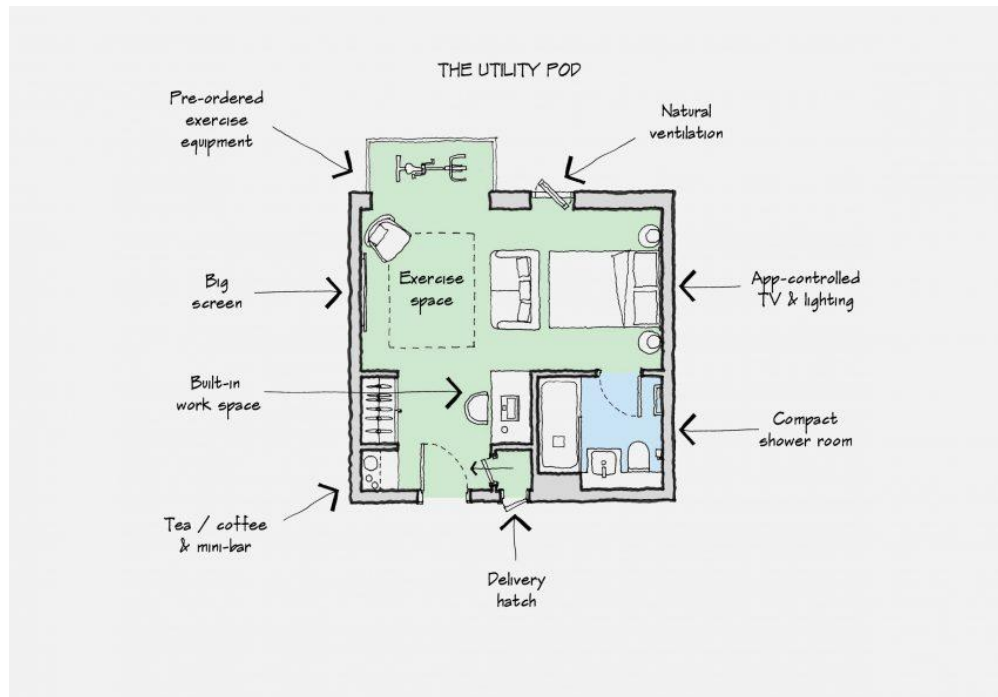 THE UTILITY POD
Pre-ordered
exercise
equipment
Natural
ventilation
Big
screen
Exercise
space
App-controlled
TV & lighting
Built-in
work space
Compact
shower room
Tea / coffee
& mini-bar
Delivery
hatch